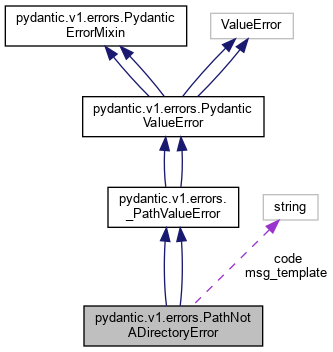 pydantic.v1.errors.Pydantic
ErrorMixin
ValueError
pydantic.v1.errors.Pydantic
ValueError
pydantic.v1.errors.
_PathValueError
string
code
msg_template
pydantic.v1.errors.PathNot
ADirectoryError